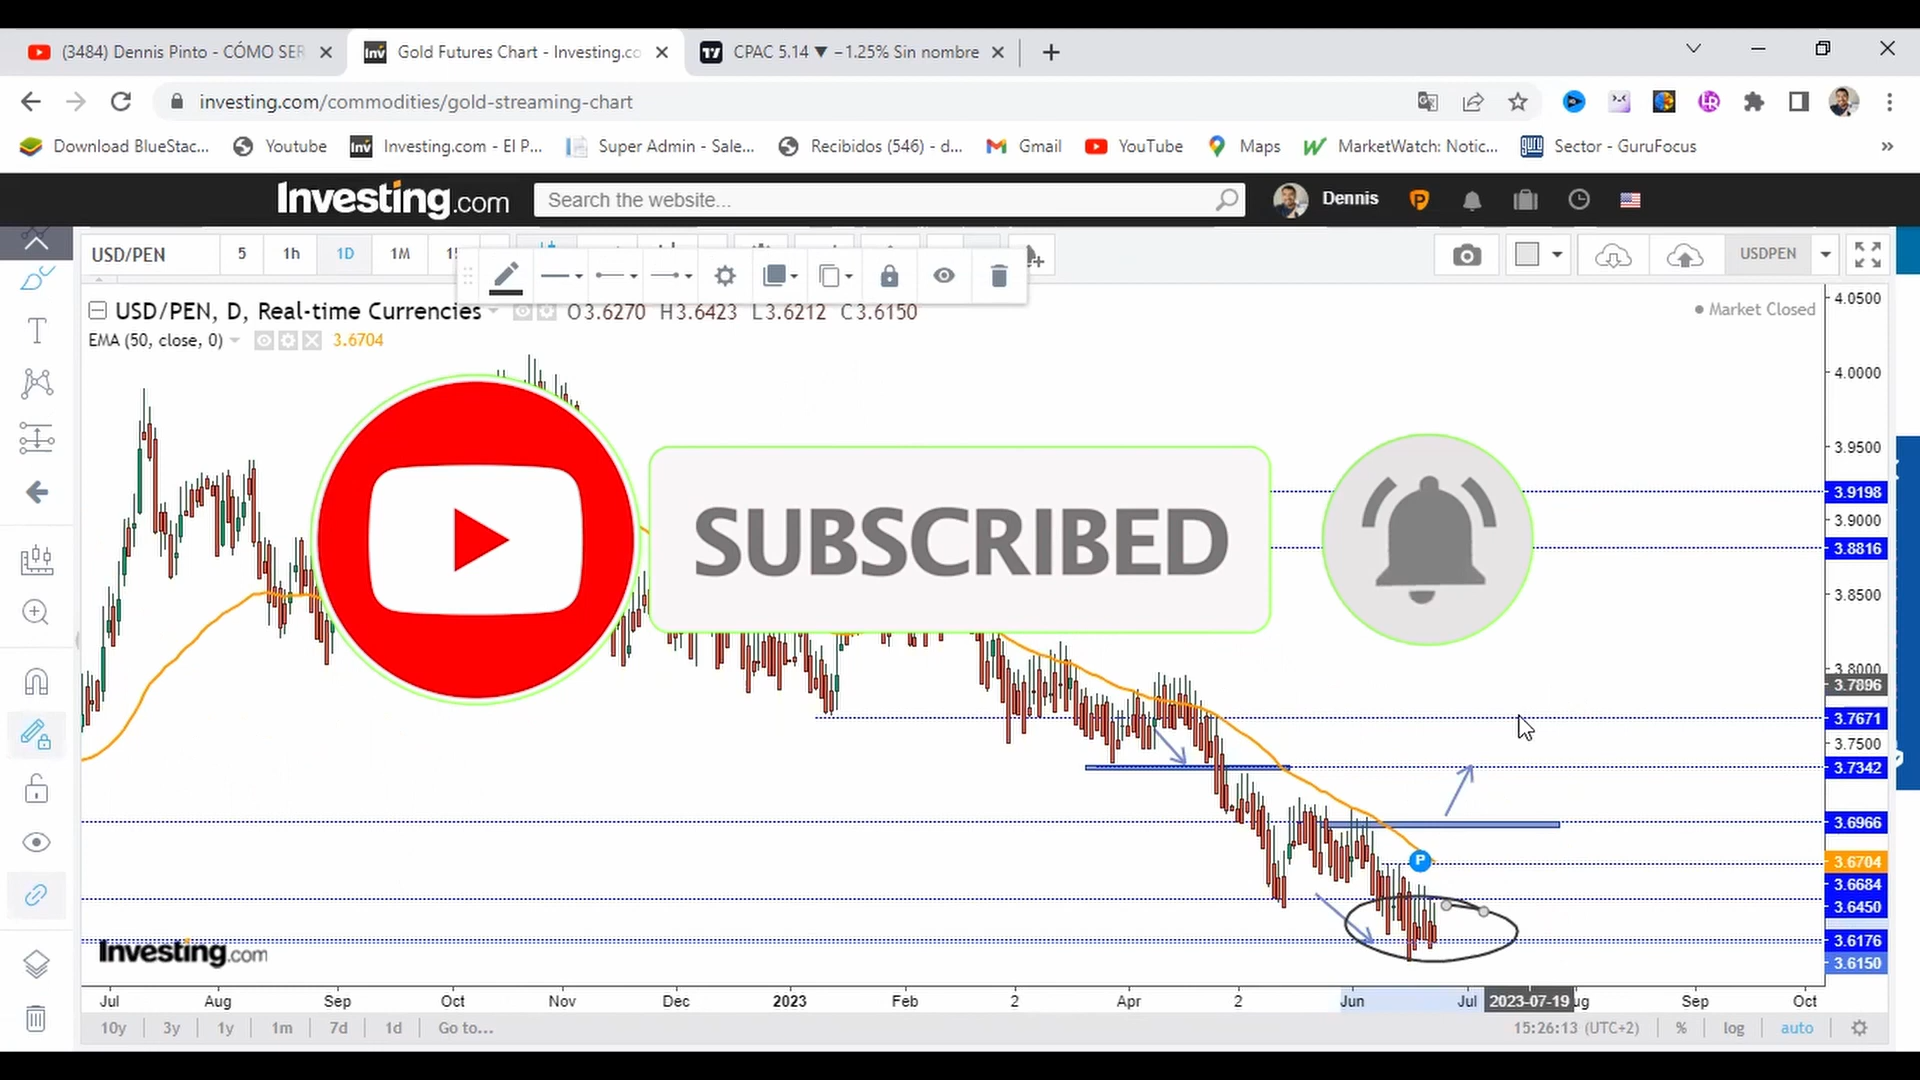 (3484) Dennis Pinto - CÓMO SER
Gold Futures Chart - Investing.co
CPAC 5.14 ▼ −1.25% Sin nombre
investing.com/commodities/gold-streaming-chart
Download BlueStac...
Youtube
Investing.com - El P...
Super Admin - Sale...
Recibidos (546) - d...
Gmail
YouTube
Maps
MarketWatch: Notic...
Sector - GuruFocus
»
Investing.com
Search the website...
Dennis
USD/PEN
5
1h
1D
1M
USDPEN
USD/PEN, D, Real-time Currencies
O3.6270 H3.6423 L3.6212 C3.6150
Market Closed
EMA (50, close, 0)
3.6704
4.0500
4.0000
3.9500
3.9198
3.9000
3.8816
3.8500
3.8000
3.7896
3.7671
3.7500
3.7342
3.6966
3.6704
3.6684
3.6450
3.6176
3.6150
SUBSCRIBED
P
Investing.com
Jul Aug Sep Oct Nov Dec 2023 Feb 2 Apr 2 Jun Jul 2023-07-19 ug Sep Oct
10y 3y 1y 1m 7d 1d Go to...
15:26:13 (UTC+2) % log auto